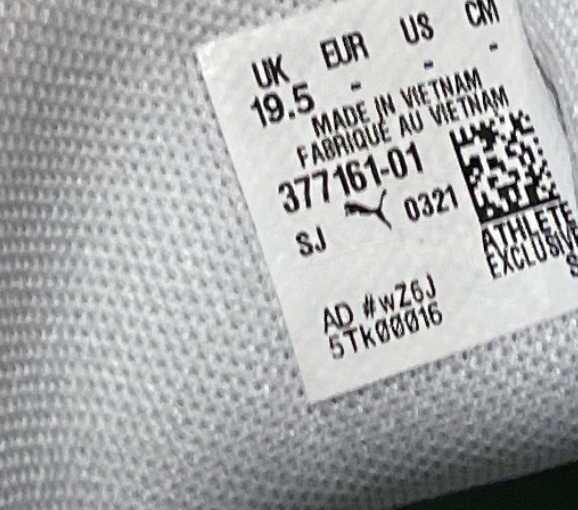 UK EUR US CM
19.5 - - -
MADE IN VIETNAM
FABRIQUÉ AU VIETNAM
377161-01
SJ 0321
ATHLETE
EXCLUSIVE
S
AD #wZ6J
5Tk00016